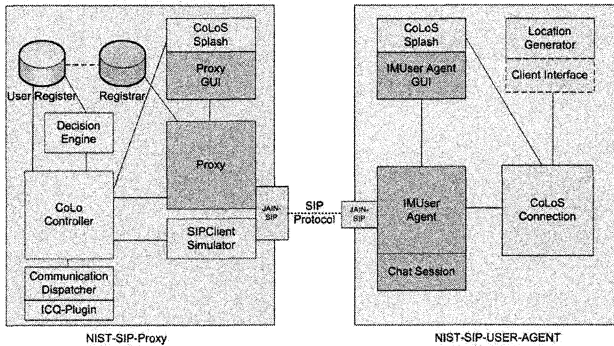 CoLoS
Splash
Proxy
GUI
User Register
Registrar
Decision
Engine
Proxy
CoLo
Controller
SIPClient
Simulator
JAIN-
SIP
Communication
Dispatcher
ICQ-Plugin
NIST-SIP-Proxy
SIP
Protocol
JAIN-
SIP
CoLoS
Splash
IMUser Agent
GUI
Location
Generator
Client Interface
IMUser
Agent
Chat Session
CoLoS
Connection
NIST-SIP-USER-AGENT